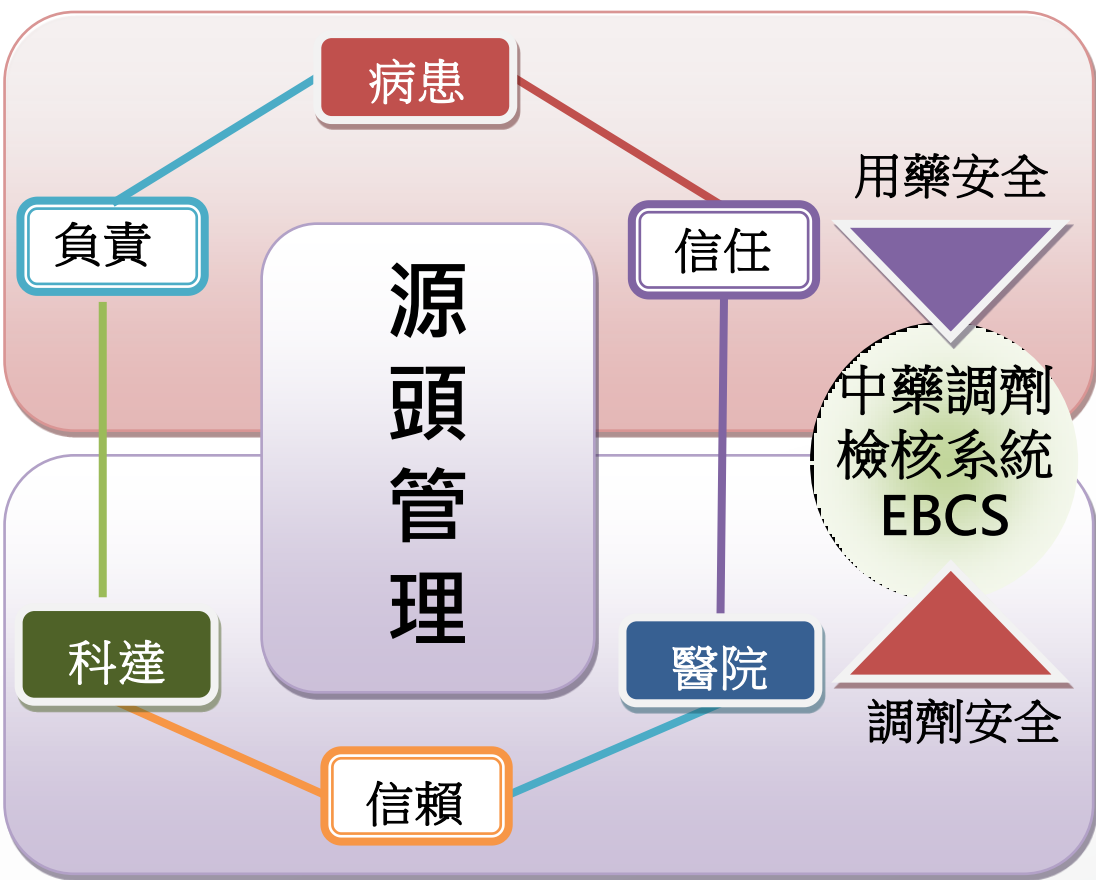 病患
用藥安全
負責
信任
源
頭
管
理
中藥調劑
檢核系統
EBCS
科達
醫院
調劑安全
信賴